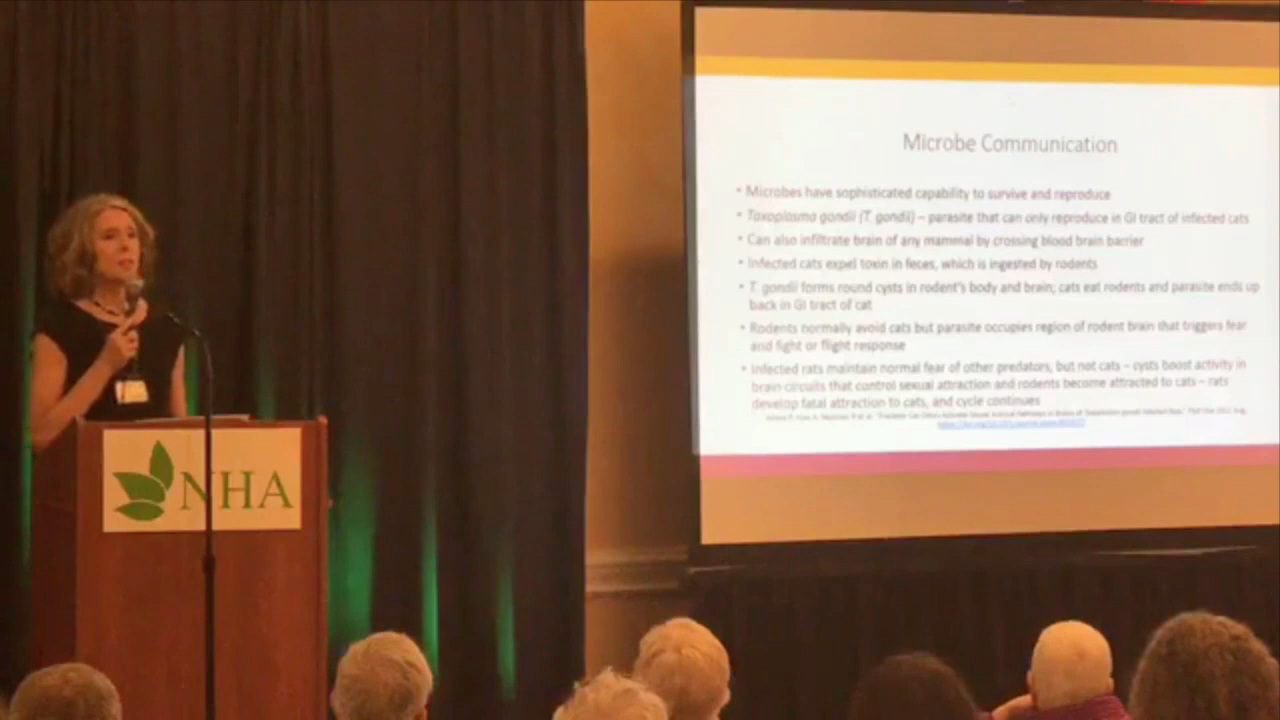 NHA
Microbe Communication
• Microbes have sophisticated capability to survive and reproduce
• Toxoplasma gondii (T. gondii) – parasite that can only reproduce in GI tract of infected cats
• Can also infiltrate brain of any mammal by crossing blood brain barrier
• Infected cats expel toxin in feces, which is ingested by rodents
• T. gondii forms round cysts in rodent's body and brain; cats eat rodents and parasite ends up
back in GI tract of cat
• Rodents normally avoid cats but parasite occupies region of rodent brain that triggers fear
and fight or flight response
• Infected rats maintain normal fear of other predators, but not cats – cysts boost activity in
brain circuits that control sexual attraction and rodents become attracted to cats – rats
develop fatal attraction to cats, and cycle continues